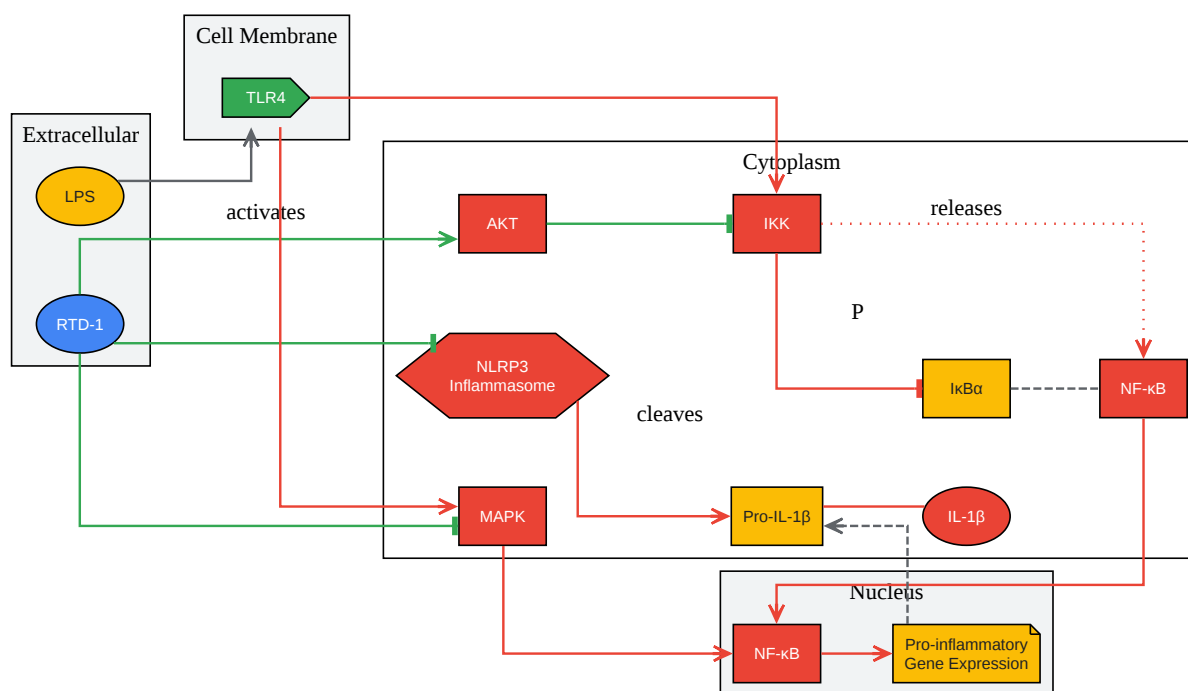 Cell Membrane
TLR4
Extracellular
LPS
activates
RTD-1
Cytoplasm
AKT
IKK
releases
P
NLRP3
Inflammasome
IκBα
NF-κB
cleaves
MAPK
Pro-IL-1β
IL-1β
Nucleus
NF-κB
Pro-inflammatory
Gene Expression